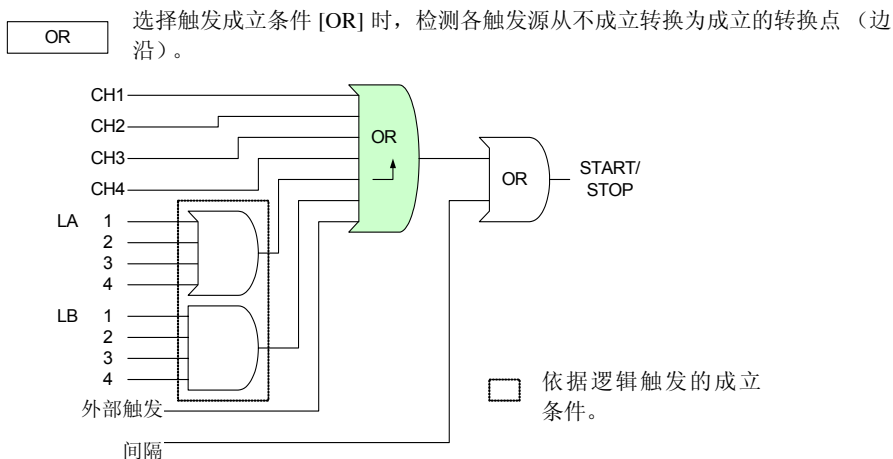 OR
选择触发成立条件 [OR] 时，检测各触发源从不成立转换为成立的转换点 （边
沿）。
CH1
CH2
CH3
CH4
OR
OR
START/
STOP
LA 1
2
3
4
LB 1
2
3
4
外部触发
间隔
依据逻辑触发的成立
条件。